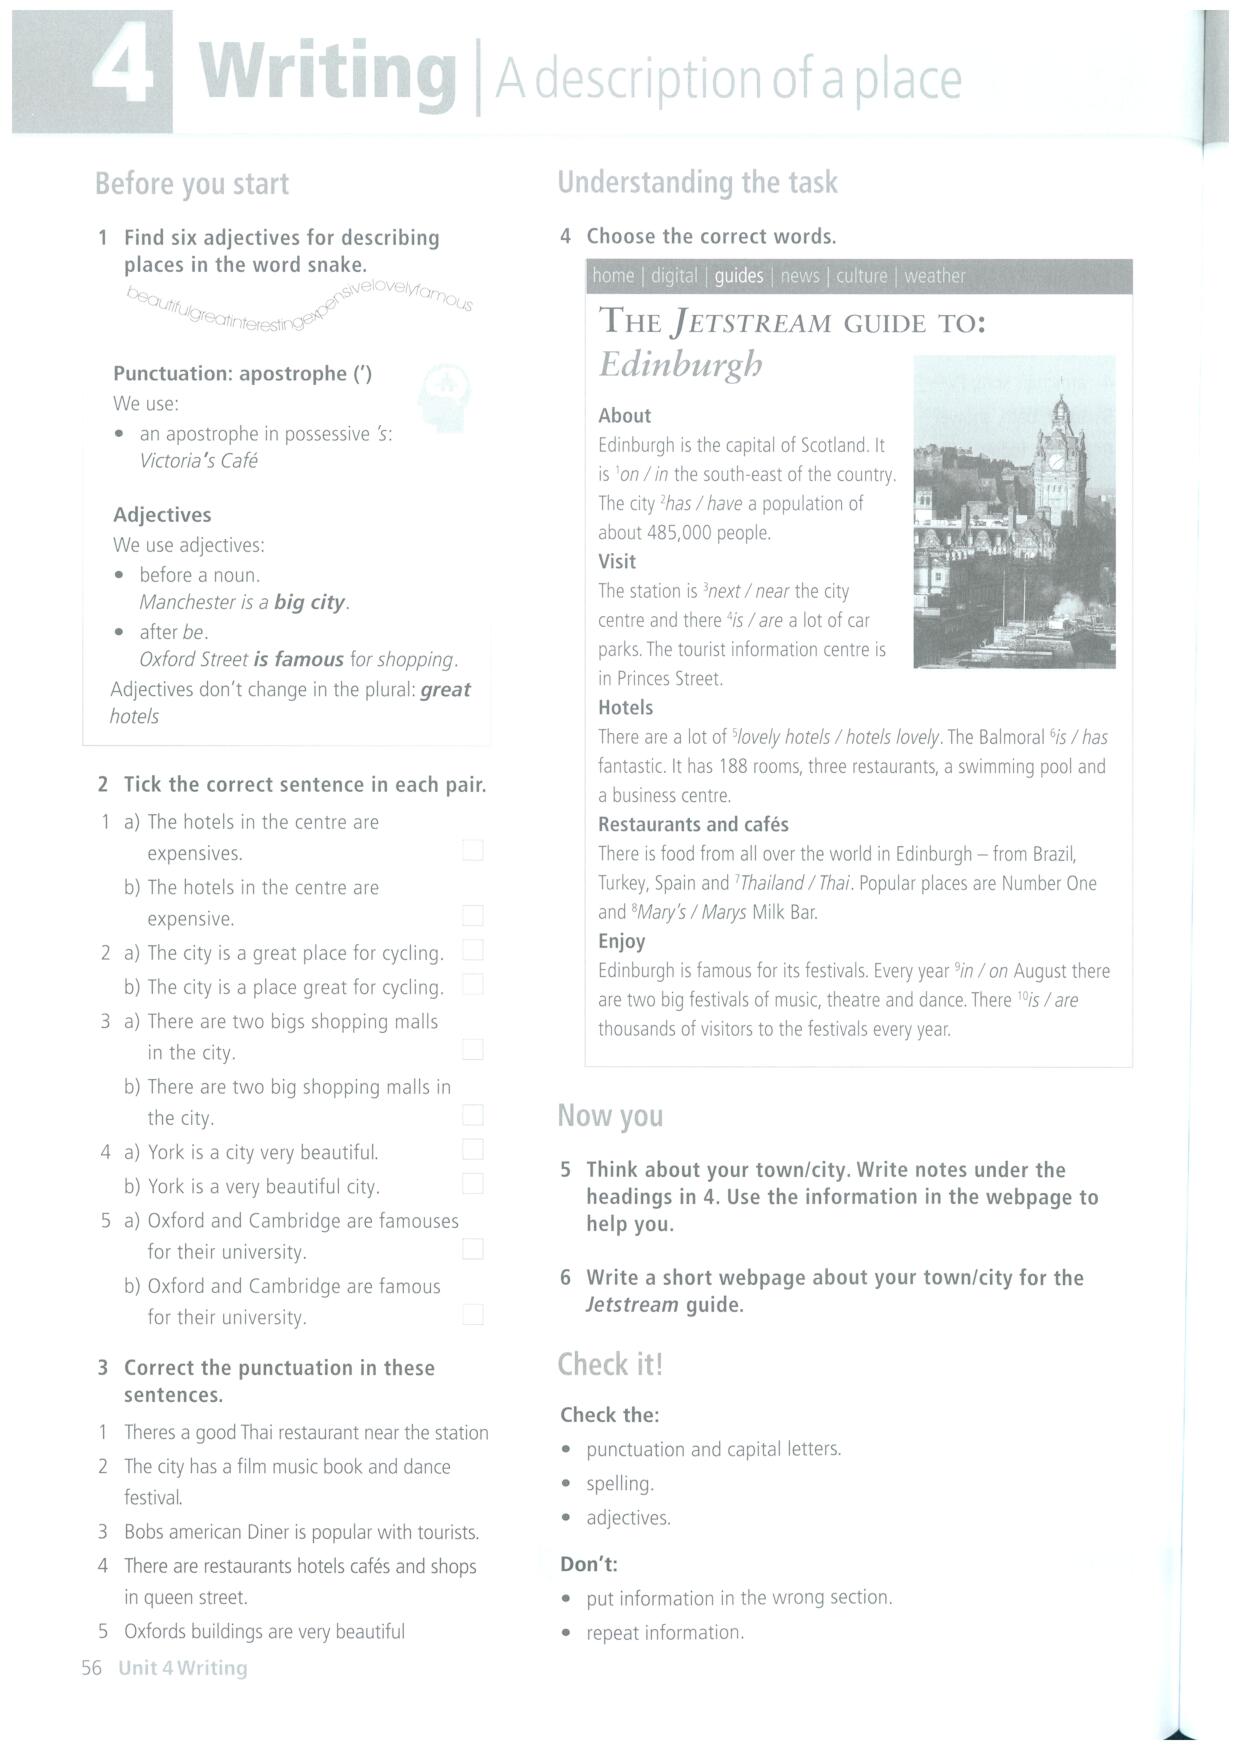 4 Writing | A description of a place
Before you start
1 Find six adjectives for describing
places in the word snake.
beautifulgreatinterestingexpensivelovelyfamous
Punctuation: apostrophe (’)
We use:
• an apostrophe in possessive ’s:
Victoria’s Café
Adjectives
We use adjectives:
• before a noun.
Manchester is a big city.
• after be.
Oxford Street is famous for shopping.
Adjectives don’t change in the plural: great
hotels
2 Tick the correct sentence in each pair.
1 a) The hotels in the centre are
expensives.
b) The hotels in the centre are
expensive.
2 a) The city is a great place for cycling.
b) The city is a place great for cycling.
3 a) There are two bigs shopping malls
in the city.
b) There are two big shopping malls in
the city.
4 a) York is a city very beautiful.
b) York is a very beautiful city.
5 a) Oxford and Cambridge are famouses
for their university.
b) Oxford and Cambridge are famous
for their university.
3 Correct the punctuation in these
sentences.
1 Theres a good Thai restaurant near the station
2 The city has a film music book and dance
festival.
3 Bobs american Diner is popular with tourists.
4 There are restaurants hotels cafés and shops
in queen street.
5 Oxfords buildings are very beautiful
56 Unit 4 Writing
Understanding the task
4 Choose the correct words.
home | digital | guides | news | culture | weather
THE JETSTREAM GUIDE TO:
Edinburgh
About
Edinburgh is the capital of Scotland. It
is ¹on / in the south-east of the country.
The city ²has / have a population of
about 485,000 people.
Visit
The station is ³next / near the city
centre and there ⁴is / are a lot of car
parks. The tourist information centre is
in Princes Street.
Hotels
There are a lot of ⁵lovely hotels / hotels lovely. The Balmoral ⁶is / has
fantastic. It has 188 rooms, three restaurants, a swimming pool and
a business centre.
Restaurants and cafés
There is food from all over the world in Edinburgh – from Brazil,
Turkey, Spain and ⁷Thailand / Thai. Popular places are Number One
and ⁸Mary’s / Marys Milk Bar.
Enjoy
Edinburgh is famous for its festivals. Every year ⁹in / on August there
are two big festivals of music, theatre and dance. There ¹⁰is / are
thousands of visitors to the festivals every year.
Now you
5 Think about your town/city. Write notes under the
headings in 4. Use the information in the webpage to
help you.
6 Write a short webpage about your town/city for the
Jetstream guide.
Check it!
Check the:
• punctuation and capital letters.
• spelling.
• adjectives.
Don’t:
• put information in the wrong section.
• repeat information.